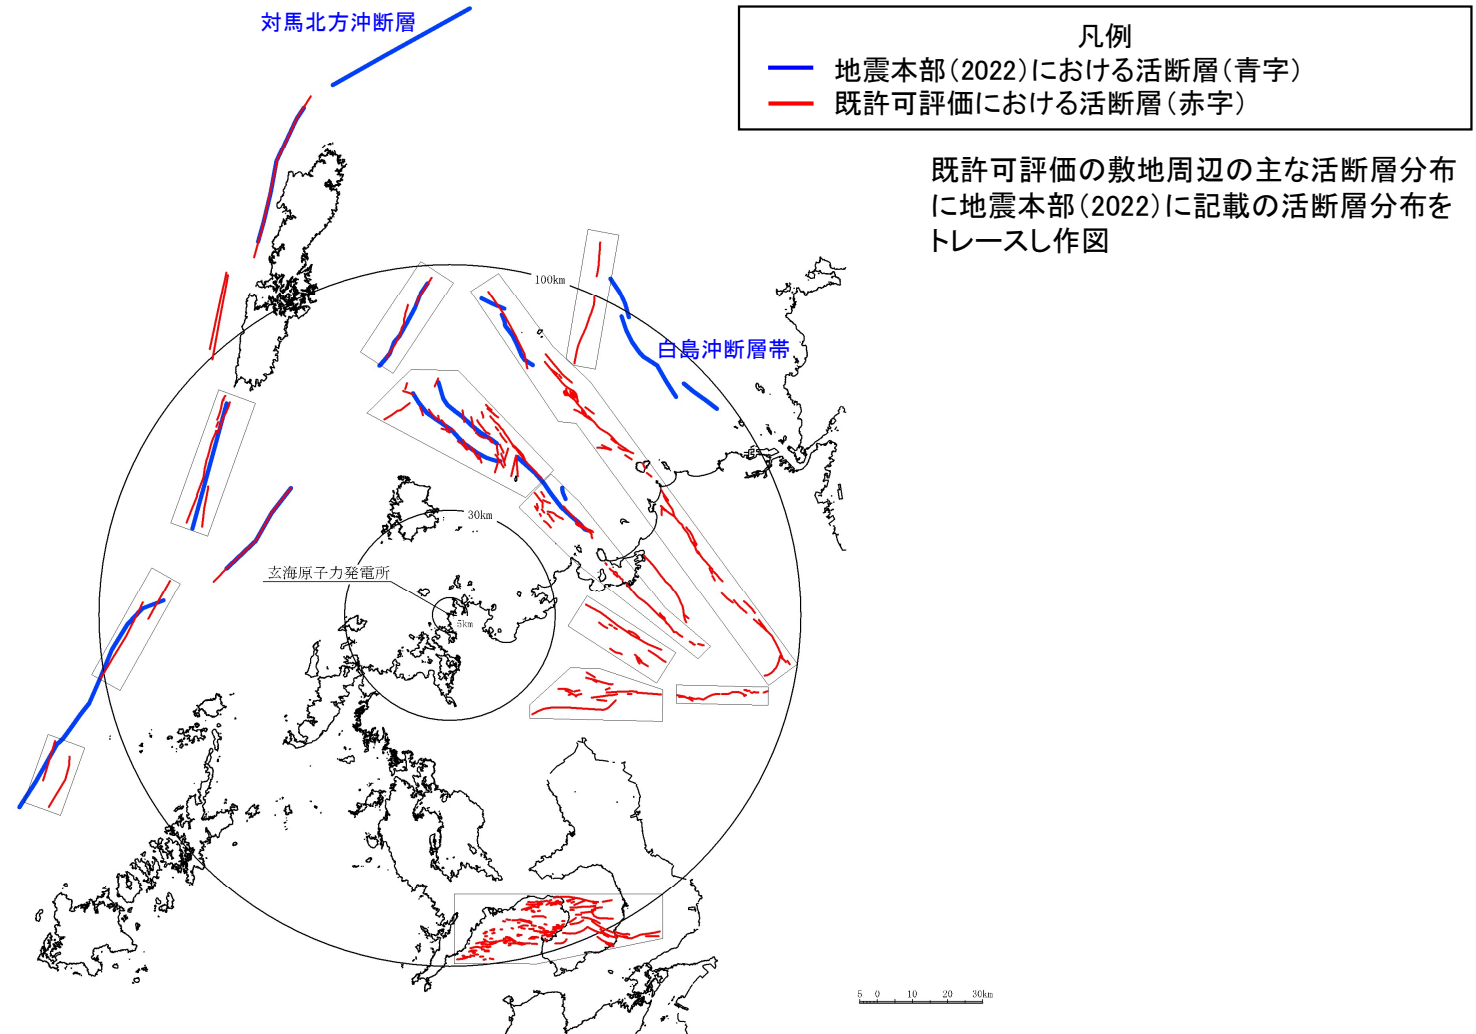 対馬北方沖断層
凡例
地震本部(2022)における活断層(青字)
既許可評価における活断層(赤字)
既許可評価の敷地周辺の主な活断層分布
に地震本部(2022)に記載の活断層分布を
トレースし作図
100km
白島沖断層帯
30km
玄海原子力発電所
5km
5 0 10 20 30km